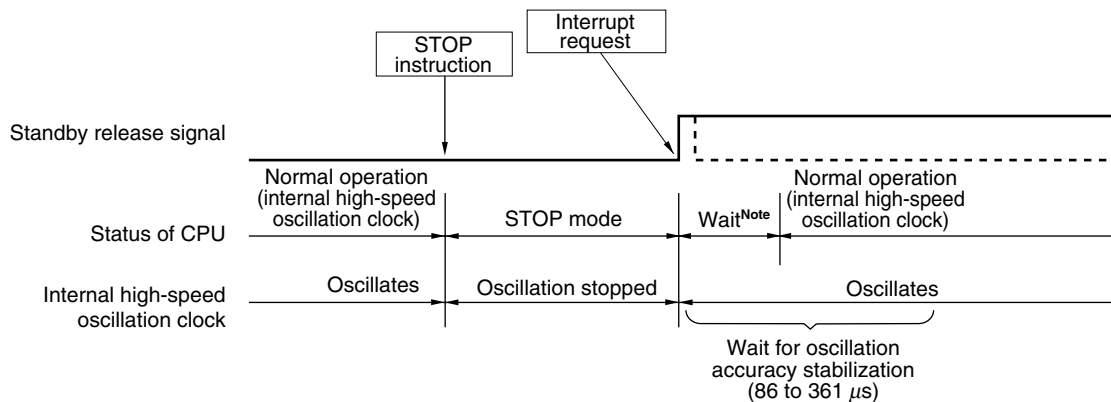 STOP
instruction
Interrupt
request
Standby release signal
Normal operation
(internal high-speed
oscillation clock)
Normal operation
(internal high-speed
oscillation clock)
Status of CPU
STOP mode
WaitNote
Internal high-speed
oscillation clock
Oscillates
Oscillation stopped
Oscillates
Wait for oscillation
accuracy stabilization
(86 to 361 μs)